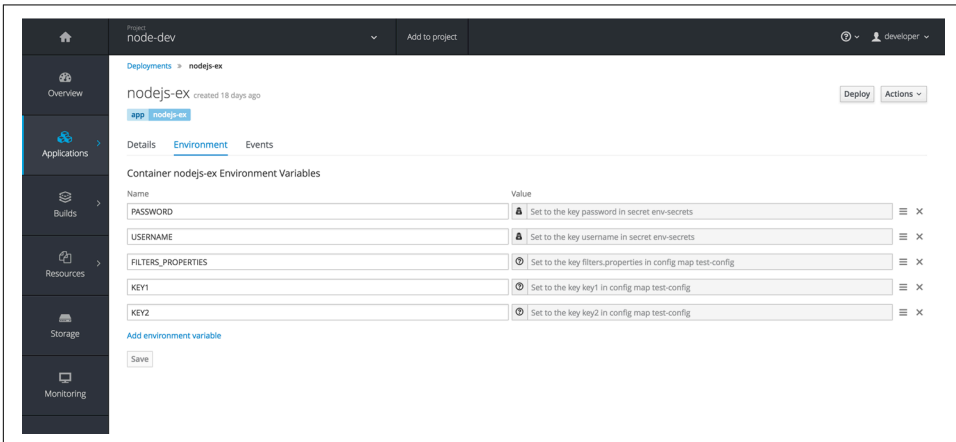 Project
node-dev
Add to project
developer
Overview
Applications
Builds
Resources
Storage
Monitoring
Deployments » nodejs-ex
nodejs-ex created 18 days ago
Deploy Actions
app nodejs-ex
Details Environment Events
Container nodejs-ex Environment Variables
Name Value
PASSWORD Set to the key password in secret env-secrets
USERNAME Set to the key username in secret env-secrets
FILTERS_PROPERTIES Set to the key filters.properties in config map test-config
KEY1 Set to the key key1 in config map test-config
KEY2 Set to the key key2 in config map test-config
Add environment variable
Save